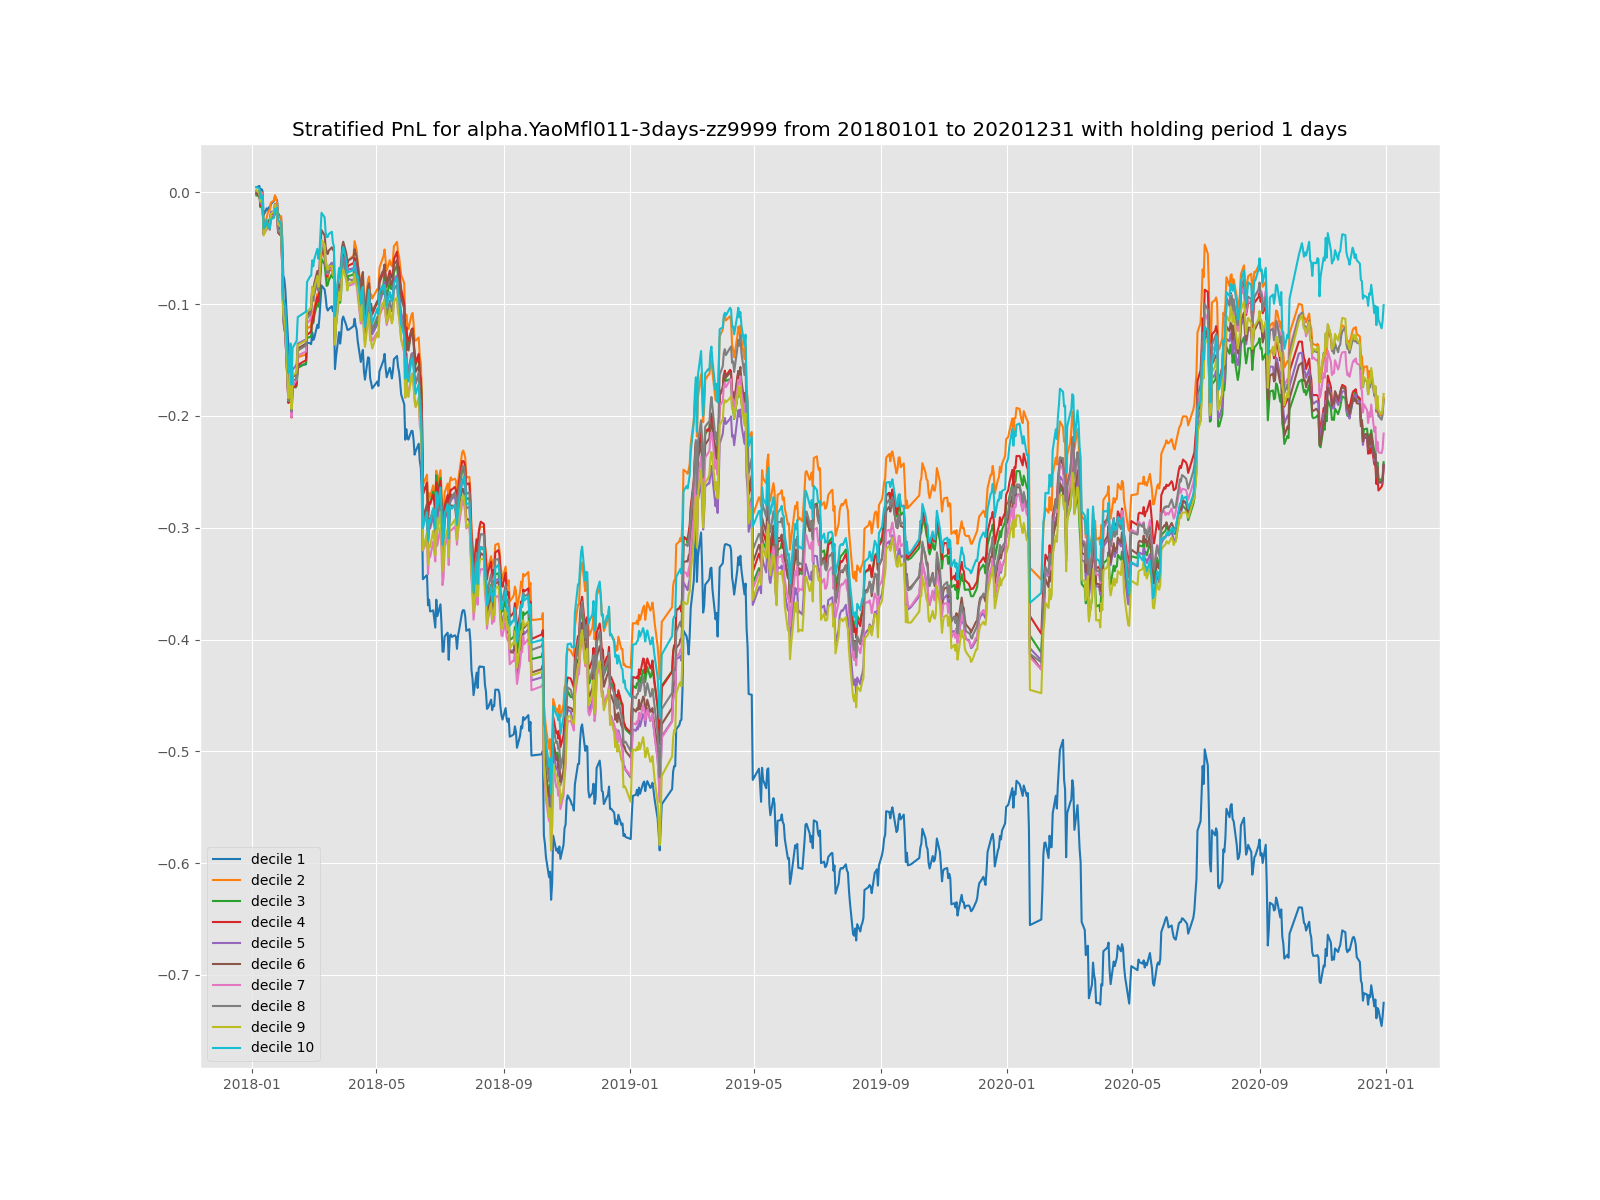 Stratified PnL for alpha.YaoMfl011-3days-zz9999 from 20180101 to 20201231 with holding period 1 days
0.0
−0.1
−0.2
−0.3
−0.4
−0.5
−0.6
−0.7
decile 1
decile 2
decile 3
decile 4
decile 5
decile 6
decile 7
decile 8
decile 9
decile 10
2018-01 2018-05 2018-09 2019-01 2019-05 2019-09 2020-01 2020-05 2020-09 2021-01